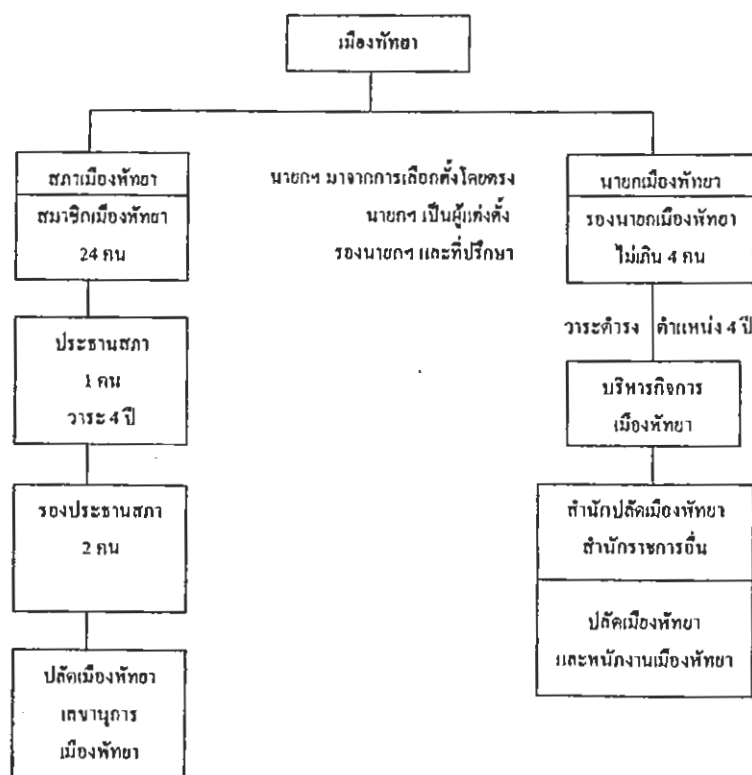 เมืองพัทยา
สภาเมืองพัทยา
สมาชิกเมืองพัทยา
24 คน
ประธานสภา
1 คน
วาระ 4 ปี
รองประธานสภา
2 คน
ปลัดเมืองพัทยา
เลขานุการ
เมืองพัทยา
นายกฯ มาจากการเลือกตั้งโดยตรง
นายกฯ เป็นผู้แต่งตั้ง
รองนายกฯ และที่ปรึกษา
นายกเมืองพัทยา
รองนายกเมืองพัทยา
ไม่เกิน 4 คน
วาระดำรง ตำแหน่ง 4 ปี
บริหารกิจการ
เมืองพัทยา
สำนักปลัดเมืองพัทยา
สำนักราชการอื่น
ปลัดเมืองพัทยา
และพนักงานเมืองพัทยา